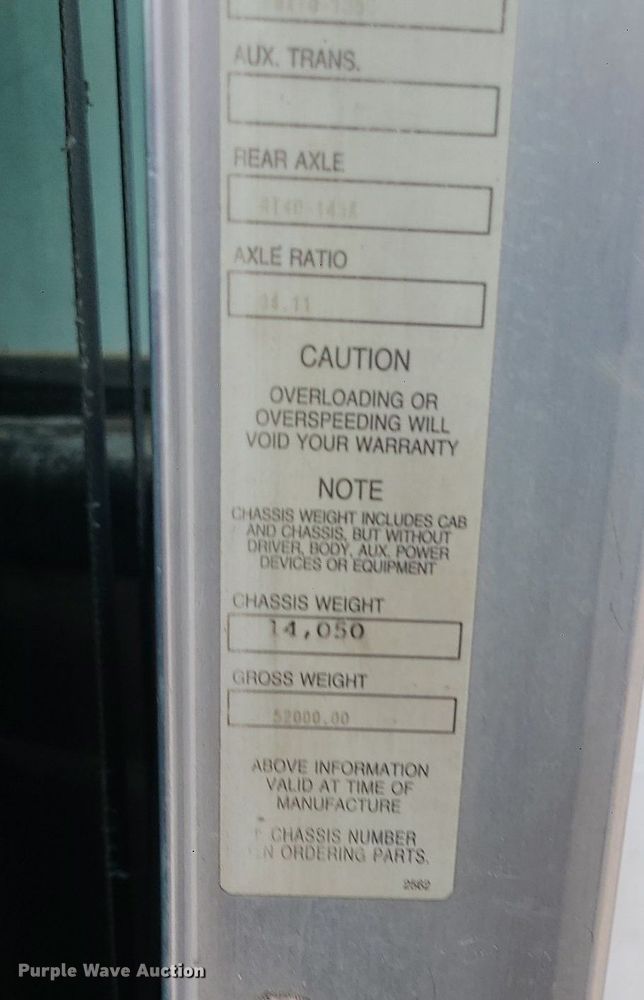 AUX. TRANS.
REAR AXLE
AXLE RATIO
CAUTION
OVERLOADING OR
OVERSPEEDING WILL
VOID YOUR WARRANTY
NOTE
CHASSIS WEIGHT INCLUDES CAB
AND CHASSIS, BUT WITHOUT
DRIVER, BODY, AUX. POWER
DEVICES OR EQUIPMENT
CHASSIS WEIGHT
14,050
GROSS WEIGHT
52000.00
ABOVE INFORMATION
VALID AT TIME OF
MANUFACTURE
CHASSIS NUMBER
N ORDERING PARTS.
2562
Purple Wave Auction